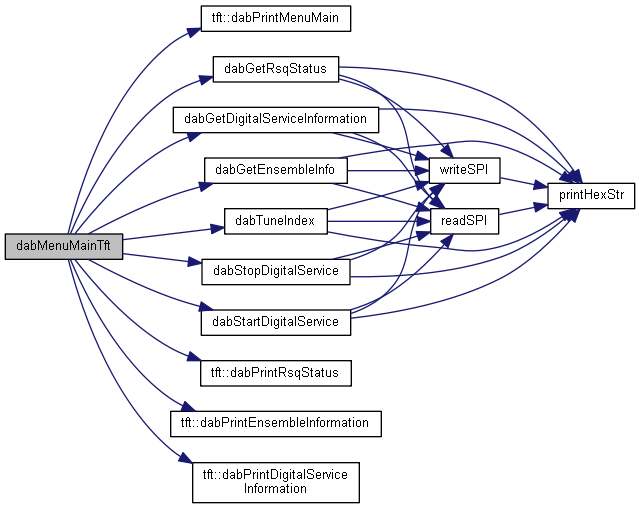 tft::dabPrintMenuMain
dabGetRsqStatus
dabGetDigitalServiceInformation
dabGetEnsembleInfo
writeSPI
printHexStr
dabTuneIndex
readSPI
dabMenuMainTft
dabStopDigitalService
dabStartDigitalService
tft::dabPrintRsqStatus
tft::dabPrintEnsembleInformation
tft::dabPrintDigitalService
Information